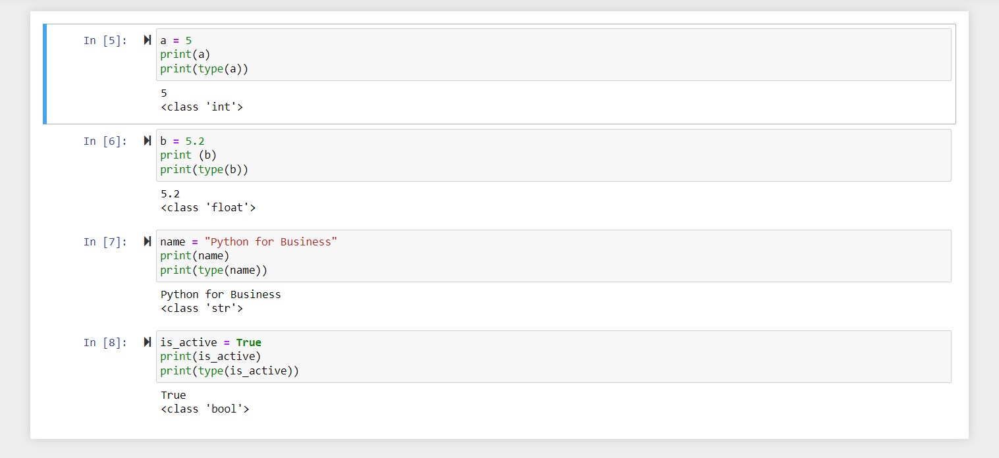 In [5]: a = 5
print(a)
print(type(a))
5
<class 'int'>
In [6]: b = 5.2
print (b)
print(type(b))
5.2
<class 'float'>
In [7]: name = "Python for Business"
print(name)
print(type(name))
Python for Business
<class 'str'>
In [8]: is_active = True
print(is_active)
print(type(is_active))
True
<class 'bool'>